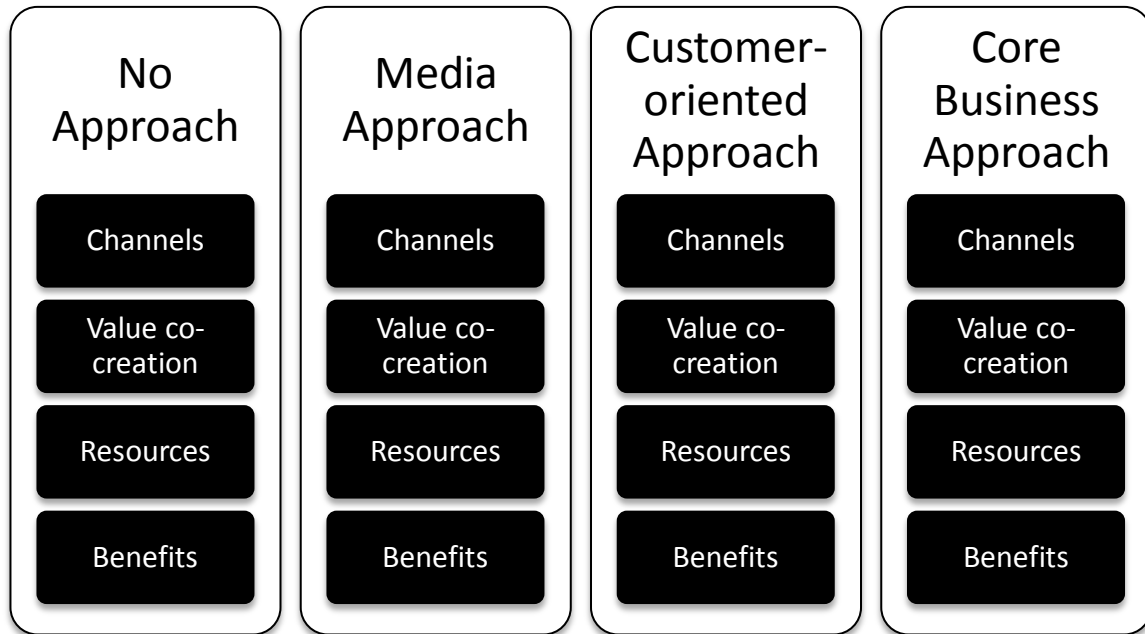 No
Approach
Channels
Value co-
creation
Resources
Benefits
Media
Approach
Channels
Value co-
creation
Resources
Benefits
Customer-
oriented
Approach
Channels
Value co-
creation
Resources
Benefits
Core
Business
Approach
Channels
Value co-
creation
Resources
Benefits